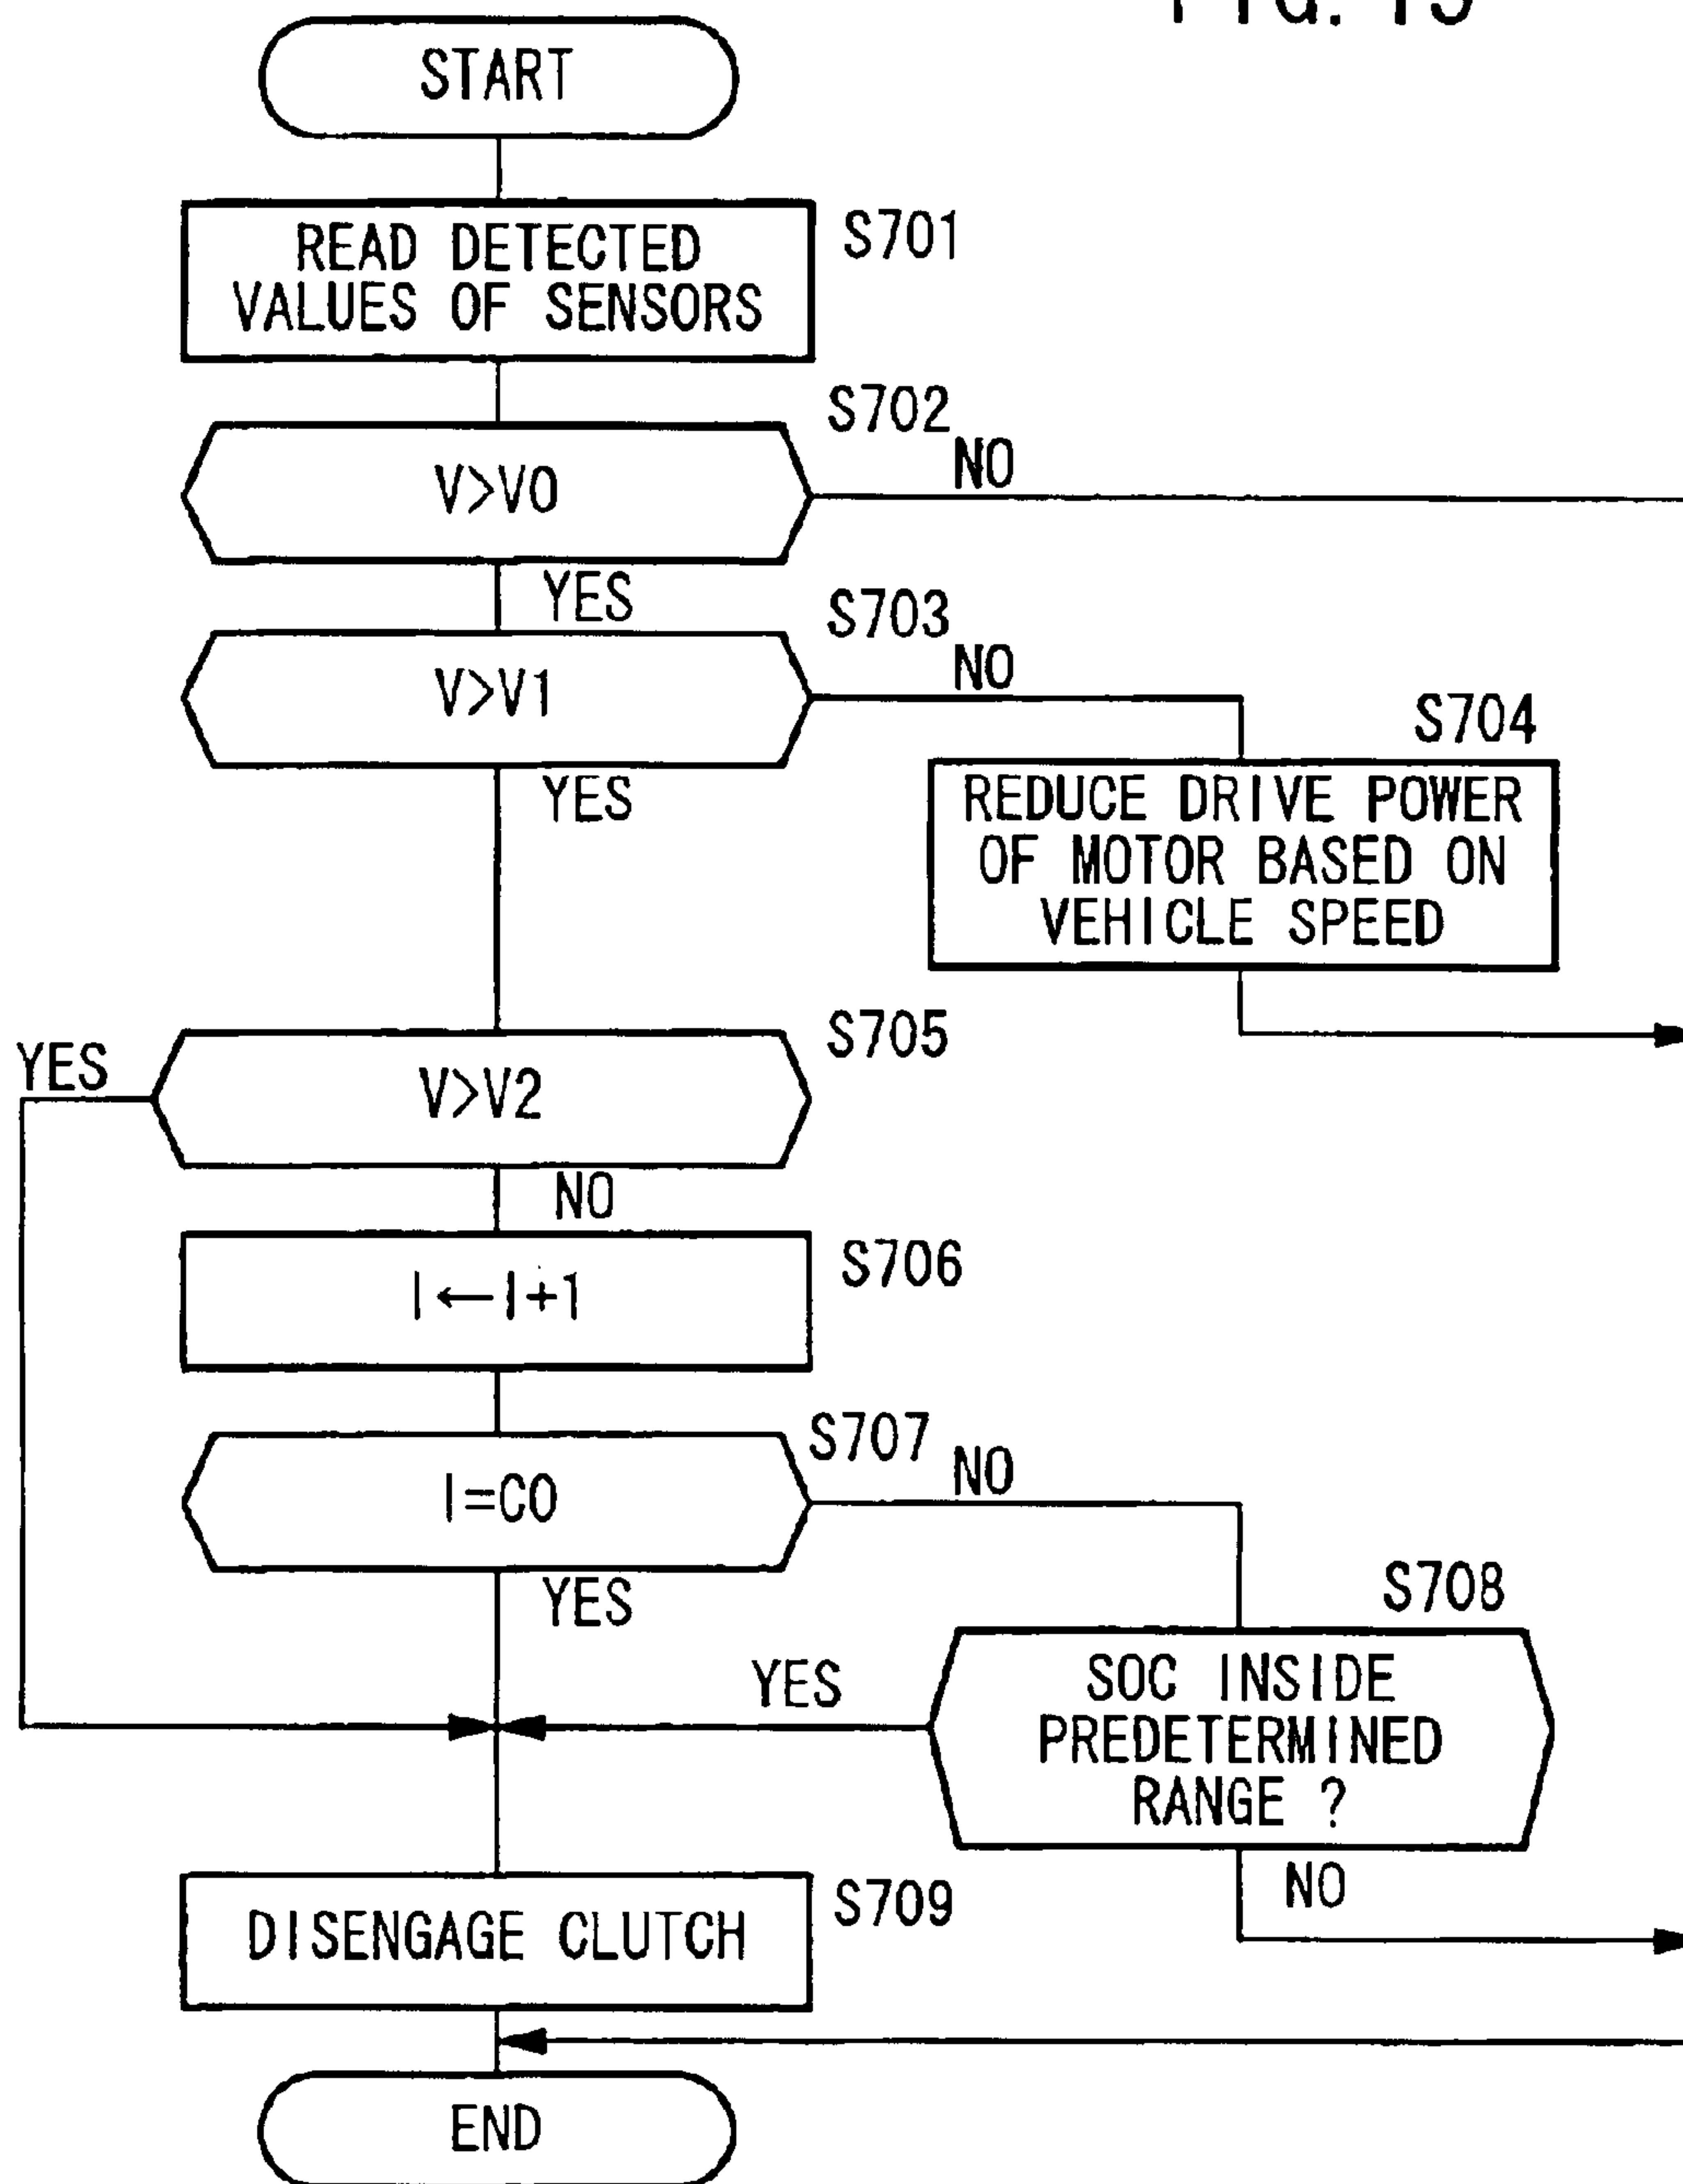 FIG. 15
START
READ DETECTED
VALUES OF SENSORS
S701
S702
V>V0
NO
YES
S703
V>V1
NO
YES
S704
REDUCE DRIVE POWER
OF MOTOR BASED ON
VEHICLE SPEED
S705
YES
V>V2
NO
S706
I←I+1
S707
I=C0
NO
YES
S708
SOC INSIDE
PREDETERMINED
RANGE ?
YES
NO
S709
DISENGAGE CLUTCH
END